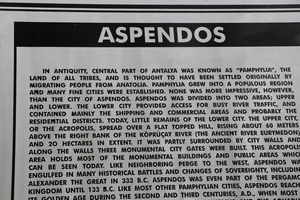 ASPENDOS
IN ANTIQUITY, CENTRAL PART OF ANTALYA WAS KNOWN AS "PAMPHYLIA", THE
LAND OF ALL TRIBES, AND IS THOUGHT TO HAVE BEEN SETTLED ORIGINALLY BY
MIGRATING PEOPLE FROM ANATOLIA. PAMPHYLIA GREW INTO A POPULOUS REGION
AND MANY FINE CITIES WERE ESTABLISHED. NONE WAS MORE IMPRESSIVE, HOWEVER,
THAN THE CITY OF ASPENDOS. ASPENDOS WAS DIVIDED INTO TWO AREAS; UPPER
AND LOWER. THE LOWER CITY PROVIDED ACCESS FOR BUSY RIVER TRAFFIC, AND
CONTAINED MAINLY THE SHIPPING AND COMMERCIAL AREAS AND PROBABLY THE
RESIDENTIAL DISTRICTS. TODAY, LITTLE REMAINS OF THE LOWER CITY. THE UPPER CITY,
OR THE ACROPOLIS, SPREAD OVER A FLAT TOPPED HILL, RISING ABOUT 60 METERS
ABOVE THE RIGHT BANK OF THE KÖPRÜÇAY RIVER (THE ANCIENT RIVER EURYMEDON)
AND 20 HECTARES IN EXTENT. IT WAS PARTLY SUROUNDED BY CITY WALLS AND
ALONG THE WALLS THREE MONUMENTAL CITY GATES WERE BUILT. THIS ACROPOLIS
AREA HOLDS MOST OF THE MONUMENTAL BUILDINGS AND PUBLIC AREAS WHICH
CAN BE SEEN TODAY. LIKE NEIGHBORING PERGE TO THE WEST, ASPENDOS WAS
ENGULFED IN MANY HISTORICAL BATTLES AND CHANGES OF SOVEREIGNTY, INCLUDING
ALEXANDER THE GREAT IN 333 B.C. ASPENDOS WAS EVEN PART OF THE PERGAMON
KINGDOM UNTIL 133 B.C. LIKE MOST OTHER PAMPHYLIAN CITIES, ASPENDOS REACHED
ITS GOLDEN AGE DURING THE SECOND AND THIRD CENTURIES, A.D., WHEN MOST